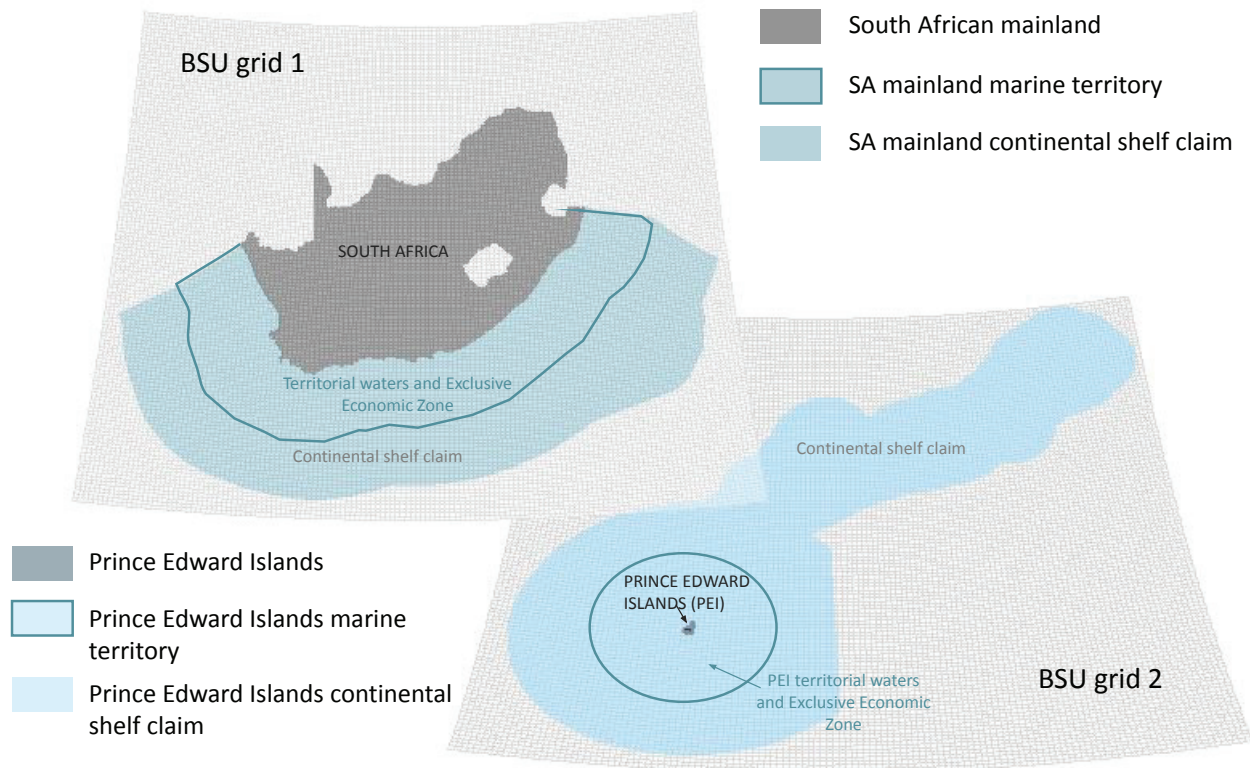 BSU grid 1
South African mainland
SA mainland marine territory
SA mainland continental shelf claim
SOUTH AFRICA
Territorial waters and Exclusive
Economic Zone
Continental shelf claim
Continental shelf claim
Prince Edward Islands
Prince Edward Islands marine
territory
Prince Edward Islands continental
shelf claim
PRINCE EDWARD
ISLANDS (PEI)
PEI territorial waters
and Exclusive Economic
Zone
BSU grid 2